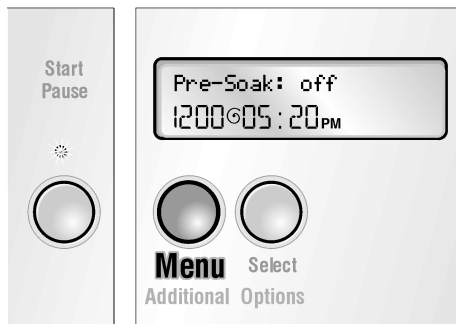 Start
Pause
Pre-Soak: off
1200 05:20PM
Menu Select
Additional Options